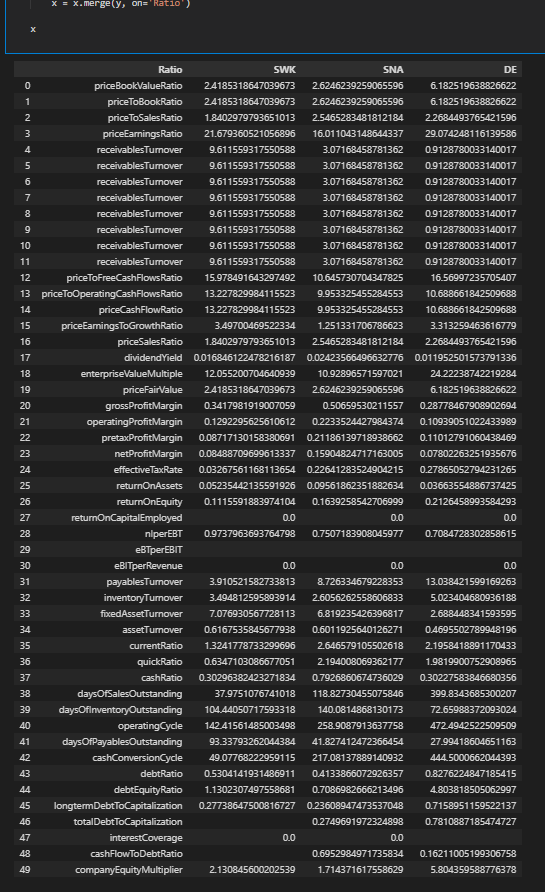 x = x.merge(y, on='Ratio')
x
Ratio SWK SNA DE
0 priceBookValueRatio 2.4185318647039673 2.6246239259065596 6.182519638826622
1 priceToBookRatio 2.4185318647039673 2.6246239259065596 6.182519638826622
2 priceToSalesRatio 1.8402979793651013 2.5465283481812184 2.2684493765421596
3 priceEarningsRatio 21.679360521056896 16.011043148644337 29.074248116139586
4 receivablesTurnover 9.611559317550588 3.07168458781362 0.9128780033140017
5 receivablesTurnover 9.611559317550588 3.07168458781362 0.9128780033140017
6 receivablesTurnover 9.611559317550588 3.07168458781362 0.9128780033140017
7 receivablesTurnover 9.611559317550588 3.07168458781362 0.9128780033140017
8 receivablesTurnover 9.611559317550588 3.07168458781362 0.9128780033140017
9 receivablesTurnover 9.611559317550588 3.07168458781362 0.9128780033140017
10 receivablesTurnover 9.611559317550588 3.07168458781362 0.9128780033140017
11 receivablesTurnover 9.611559317550588 3.07168458781362 0.9128780033140017
12 priceToFreeCashFlowsRatio 15.978491643297492 10.645730704347825 16.56997235705407
13 priceToOperatingCashFlowsRatio 13.227829984115523 9.953325455284553 10.688661842509688
14 priceCashFlowRatio 13.227829984115523 9.953325455284553 10.688661842509688
15 priceEarningsToGrowthRatio 3.49700469522334 1.251331706786623 3.313259463616779
16 priceSalesRatio 1.8402979793651013 2.5465283481812184 2.2684493765421596
17 dividendYield 0.016846122478216187 0.02423566496632776 0.011952501573791336
18 enterpriseValueMultiple 12.055200704640939 10.92896571597021 24.22238742219284
19 priceFairValue 2.4185318647039673 2.6246239259065596 6.182519638826622
20 grossProfitMargin 0.3417981919007059 0.50659530211557 0.28778467908902694
21 operatingProfitMargin 0.1292295625610612 0.2233524427984374 0.10939051022433989
22 pretaxProfitMargin 0.08717130158380691 0.21186139718938662 0.11012791060438469
23 netProfitMargin 0.08488709699613337 0.15904824717163005 0.07802263251935676
24 effectiveTaxRate 0.03267561168113654 0.22641283524904215 0.27865052794231265
25 returnOnAssets 0.05235442135591926 0.09561862351882634 0.03663554886737425
26 returnOnEquity 0.1115591883974104 0.1639258542706999 0.2126458993584293
27 returnOnCapitalEmployed 0.0 0.0 0.0
28 nIperEBT 0.9737963693764798 0.7507183908045977 0.7084728302858615
29 eBTperEBIT
30 eBITperRevenue 0.0 0.0 0.0
31 payablesTurnover 3.910521582733813 8.726334679228353 13.038421599169263
32 inventoryTurnover 3.494812595893914 2.6056262558606833 5.023404680936188
33 fixedAssetTurnover 7.076930567728113 6.819235426396817 2.688448341593595
34 assetTurnover 0.6167535845677938 0.6011925640126271 0.4695502789948196
35 currentRatio 1.3241778733299696 2.646579105502618 2.1958418891170433
36 quickRatio 0.6347103086677051 2.194008069362177 1.9819900752908965
37 cashRatio 0.30296382423271834 0.7926860674736029 0.30227583846680356
38 daysOfSalesOutstanding 37.9751076741018 118.82730455075846 399.8343685300207
39 daysOfInventoryOutstanding 104.44050717593318 140.0814868130173 72.65988372093024
40 operatingCycle 142.41561485003498 258.9087913637758 472.4942522509509
41 daysOfPayablesOutstanding 93.33793262044384 41.827412472366454 27.99418604651163
42 cashConversionCycle 49.07768222959115 217.08137889140932 444.5000662044393
43 debtRatio 0.5304141931486911 0.4133866072926357 0.8276224847185415
44 debtEquityRatio 1.1302307497558681 0.7086982666213496 4.803818505062997
45 longtermDebtToCapitalization 0.27738647500816727 0.23608947473537048 0.7158951159522137
46 totalDebtToCapitalization 0.2749691972324898 0.7810887185474727
47 interestCoverage 0.0 0.0
48 cashFlowToDebtRatio 0.6952984971735834 0.16211005199306758
49 companyEquityMultiplier 2.130845600202539 1.714371617558629 5.804359588776378